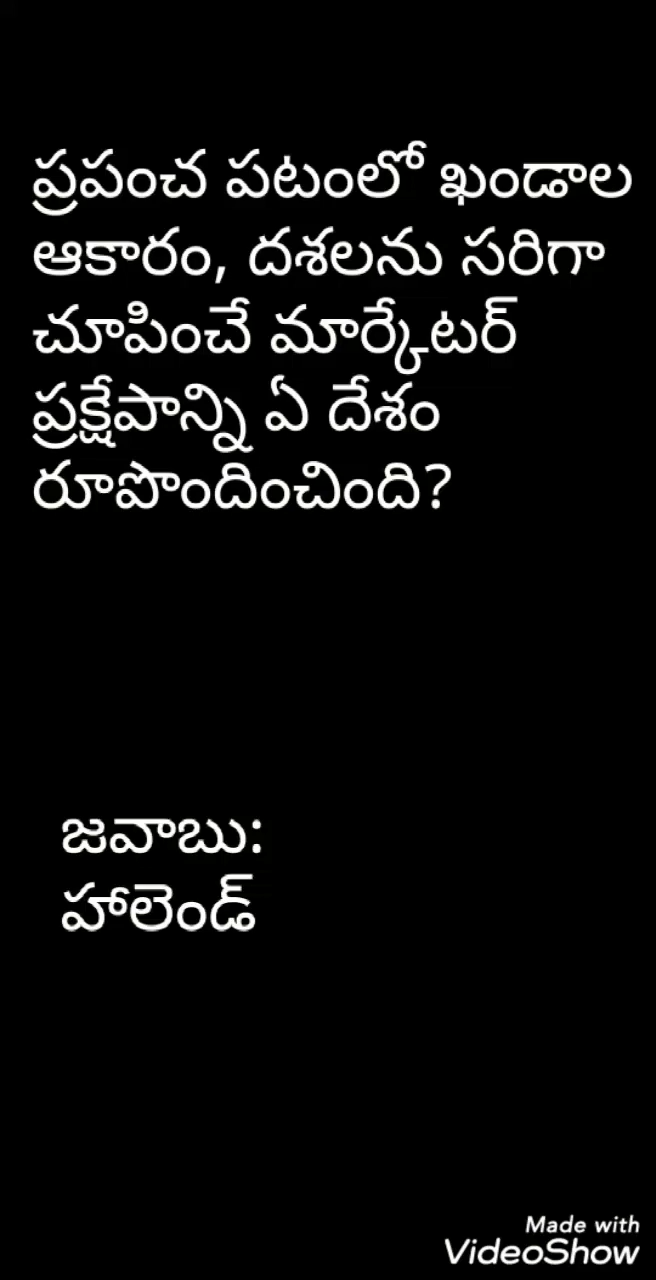 ప్రపంచ పటంలో ఖండాల
ఆకారం, దశలను సరిగా
చూపించే మార్కేటర్
ప్రక్షేపాన్ని ఏ దేశం
రూపొందించింది?
జవాబు:
హాలెండ్
Made with
VideoShow